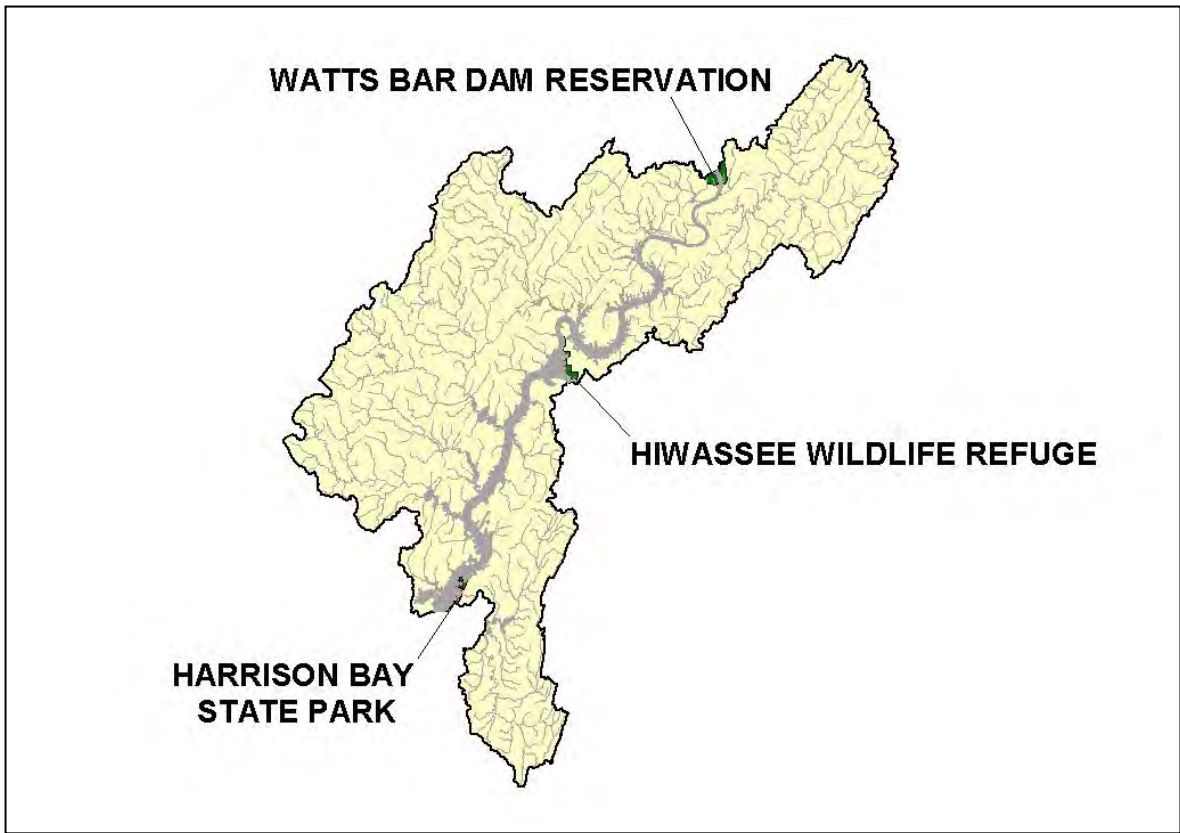 WATTS BAR DAM RESERVATION
HIWASSEE WILDLIFE REFUGE
HARRISON BAY
STATE PARK